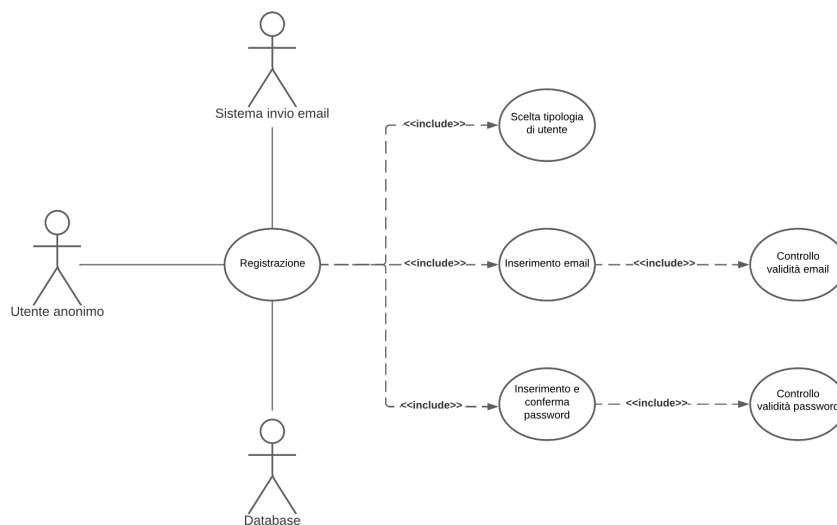 Sistema invio email
<<include>>
Scelta tipologia
di utente
Utente anonimo
Registrazione
<<include>>
Inserimento email
<<include>>
Controllo
validità email
<<include>>
Inserimento e
conferma
password
<<include>>
Controllo
validità password
Database